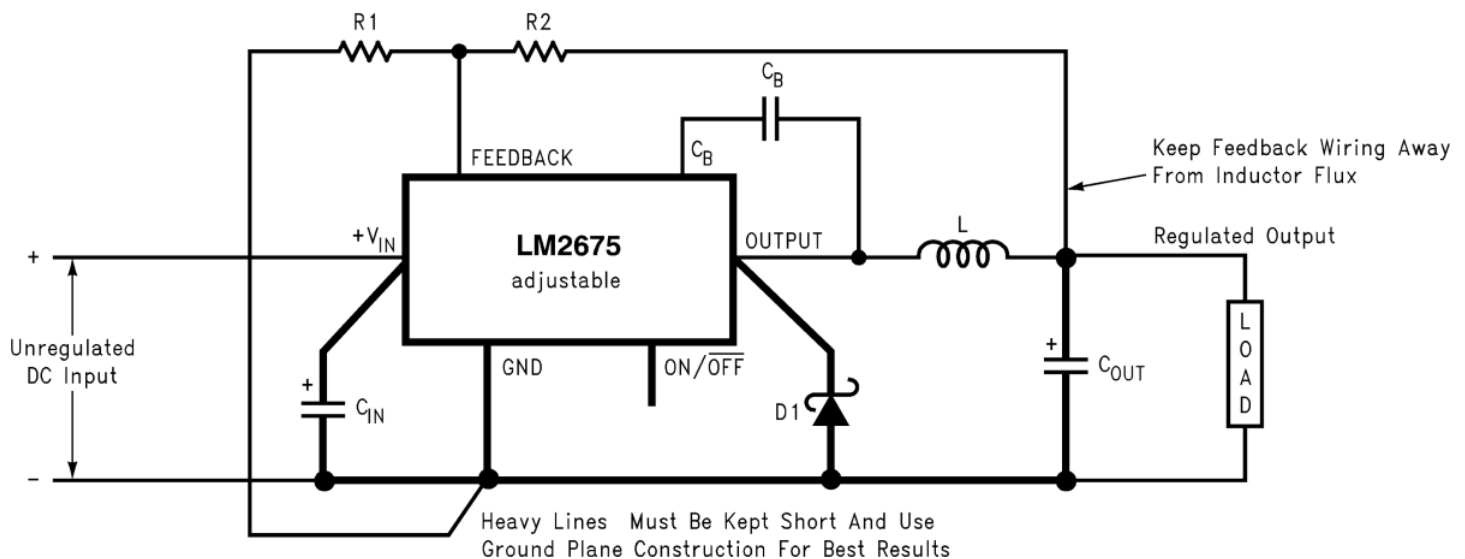 R1
R2
C_B
FEEDBACK
C_B
Keep Feedback Wiring Away
From Inductor Flux
+V_IN
LM2675
adjustable
OUTPUT
L
Regulated Output
+
Unregulated
DC Input
GND
ON/O̅F̅F̅
+
C_IN
D1
+
C_OUT
LOAD
-
Heavy Lines Must Be Kept Short And Use
Ground Plane Construction For Best Results